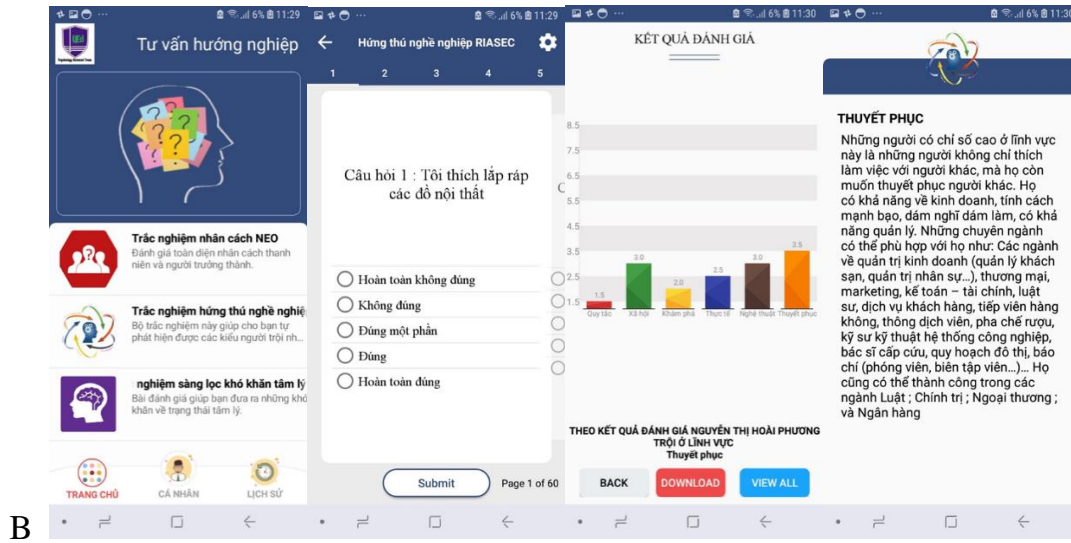 6% 11:29
Tư vấn hướng nghiệp
Trắc nghiệm nhân cách NEO
Đánh giá toàn diện nhân cách thanh
niên và người trưởng thành.
Trắc nghiệm hứng thú nghề nghiệ
Bộ trắc nghiệm này giúp cho bạn tự
phát hiện được các kiểu người trội nh...
nghiệm sàng lọc khó khăn tâm lý
Bài đánh giá giúp bạn đưa ra những khó
khăn về trạng thái tâm lý.
TRANG CHỦ
CÁ NHÂN
LỊCH SỬ
6% 11:29
Hứng thú nghề nghiệp RIASEC
1 2 3 4 5
Câu hỏi 1 : Tôi thích lắp ráp
các đồ nội thất
Hoàn toàn không đúng
Không đúng
Đúng một phần
Đúng
Hoàn toàn đúng
Submit
Page 1 of 60
6% 11:30
KẾT QUẢ ĐÁNH GIÁ
8.5
7.5
6.5
5.5
4.5
3.5
2.5
1.5
1.5 3.0 2.0 2.5 3.0 3.5
Quy tắc Xã hội Khám phá Thực tế Nghệ thuật Thuyết phục
THEO KẾT QUẢ ĐÁNH GIÁ NGUYỄN THỊ HOÀI PHƯƠNG
TRỘI Ở LĨNH VỰC
Thuyết phục
BACK
DOWNLOAD
VIEW ALL
6% 11:30
THUYẾT PHỤC
Những người có chỉ số cao ở lĩnh vực
này là những người không chỉ thích
làm việc với người khác, mà họ còn
muốn thuyết phục người khác. Họ
có khả năng về kinh doanh, tính cách
mạnh bạo, dám nghĩ dám làm, có khả
năng quản lý. Những chuyên ngành
có thể phù hợp với họ như: Các ngành
về quản trị kinh doanh (quản lý khách
sạn, quản trị nhân sự...), thương mại,
marketing, kế toán – tài chính, luật
sư, dịch vụ khách hàng, tiếp viên hàng
không, thông dịch viên, pha chế rượu,
kỹ sư kỹ thuật hệ thống công nghiệp,
bác sĩ cấp cứu, quy hoạch đô thị, báo
chí (phóng viên, biên tập viên...)... Họ
cũng có thể thành công trong các
ngành Luật ; Chính trị ; Ngoại thương ;
và Ngân hàng
B